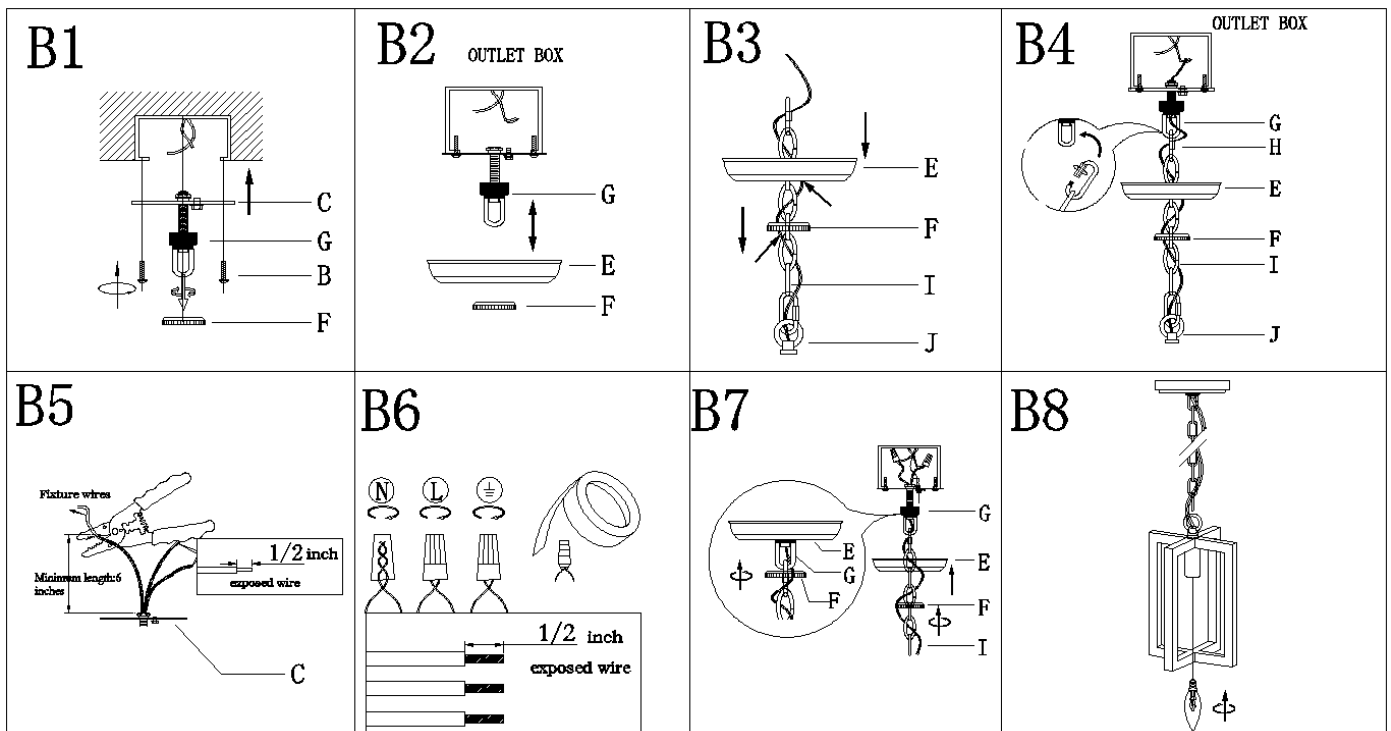 B1
C
G
B
F
B2
OUTLET BOX
G
E
F
B3
E
F
I
J
B4
OUTLET BOX
G
H
E
F
I
J
B5
Fixture wires
Minimum length:6
inches
1/2 inch
exposed wire
C
B6
N
L
1/2 inch
exposed wire
B7
E
G
F
G
E
F
I
B8